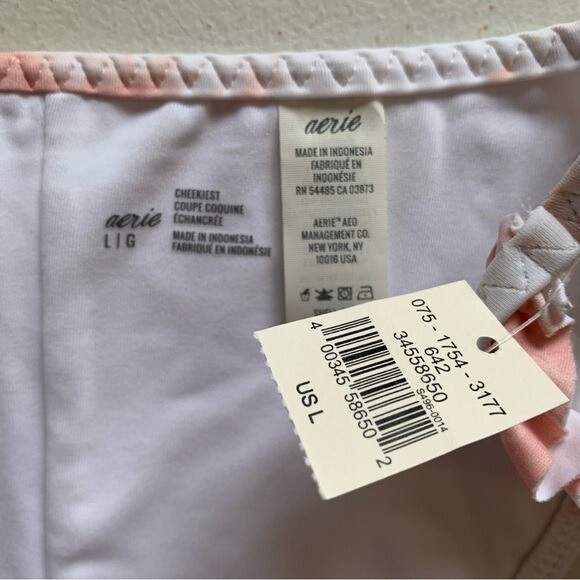 aerie
L|G
CHEEKIEST
COUPE COQUINE
ÉCHANCRÉE
MADE IN INDONESIA
FABRIQUÉ EN INDONÉSIE
aerie
MADE IN INDONESIA
FABRIQUÉ EN
INDONÉSIE
RN 54485 CA 03873
AERIE™ AEO
MANAGEMENT CO.
NEW YORK, NY
10016 USA
075 - 1754 - 3177
642
34558650
S496-0014
4 00345 58650 2
US L